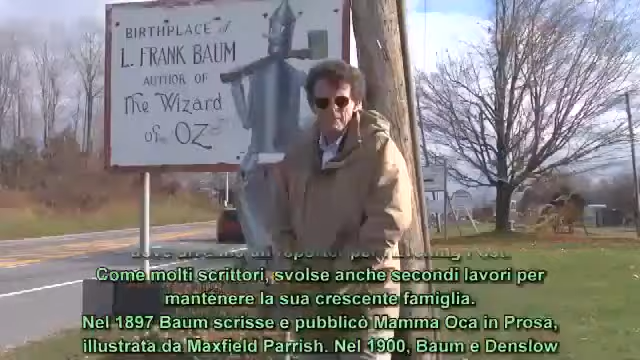 BIRTHPLACE of
L. FRANK BAUM
AUTHOR OF
The Wizard
of OZ
Come molti scrittori, svolse anche secondi lavori per
mantenere la sua crescente famiglia.
Nel 1897 Baum scrisse e pubblicò Mamma Oca in Prosa,
illustrata da Maxfield Parrish. Nel 1900, Baum e Denslow